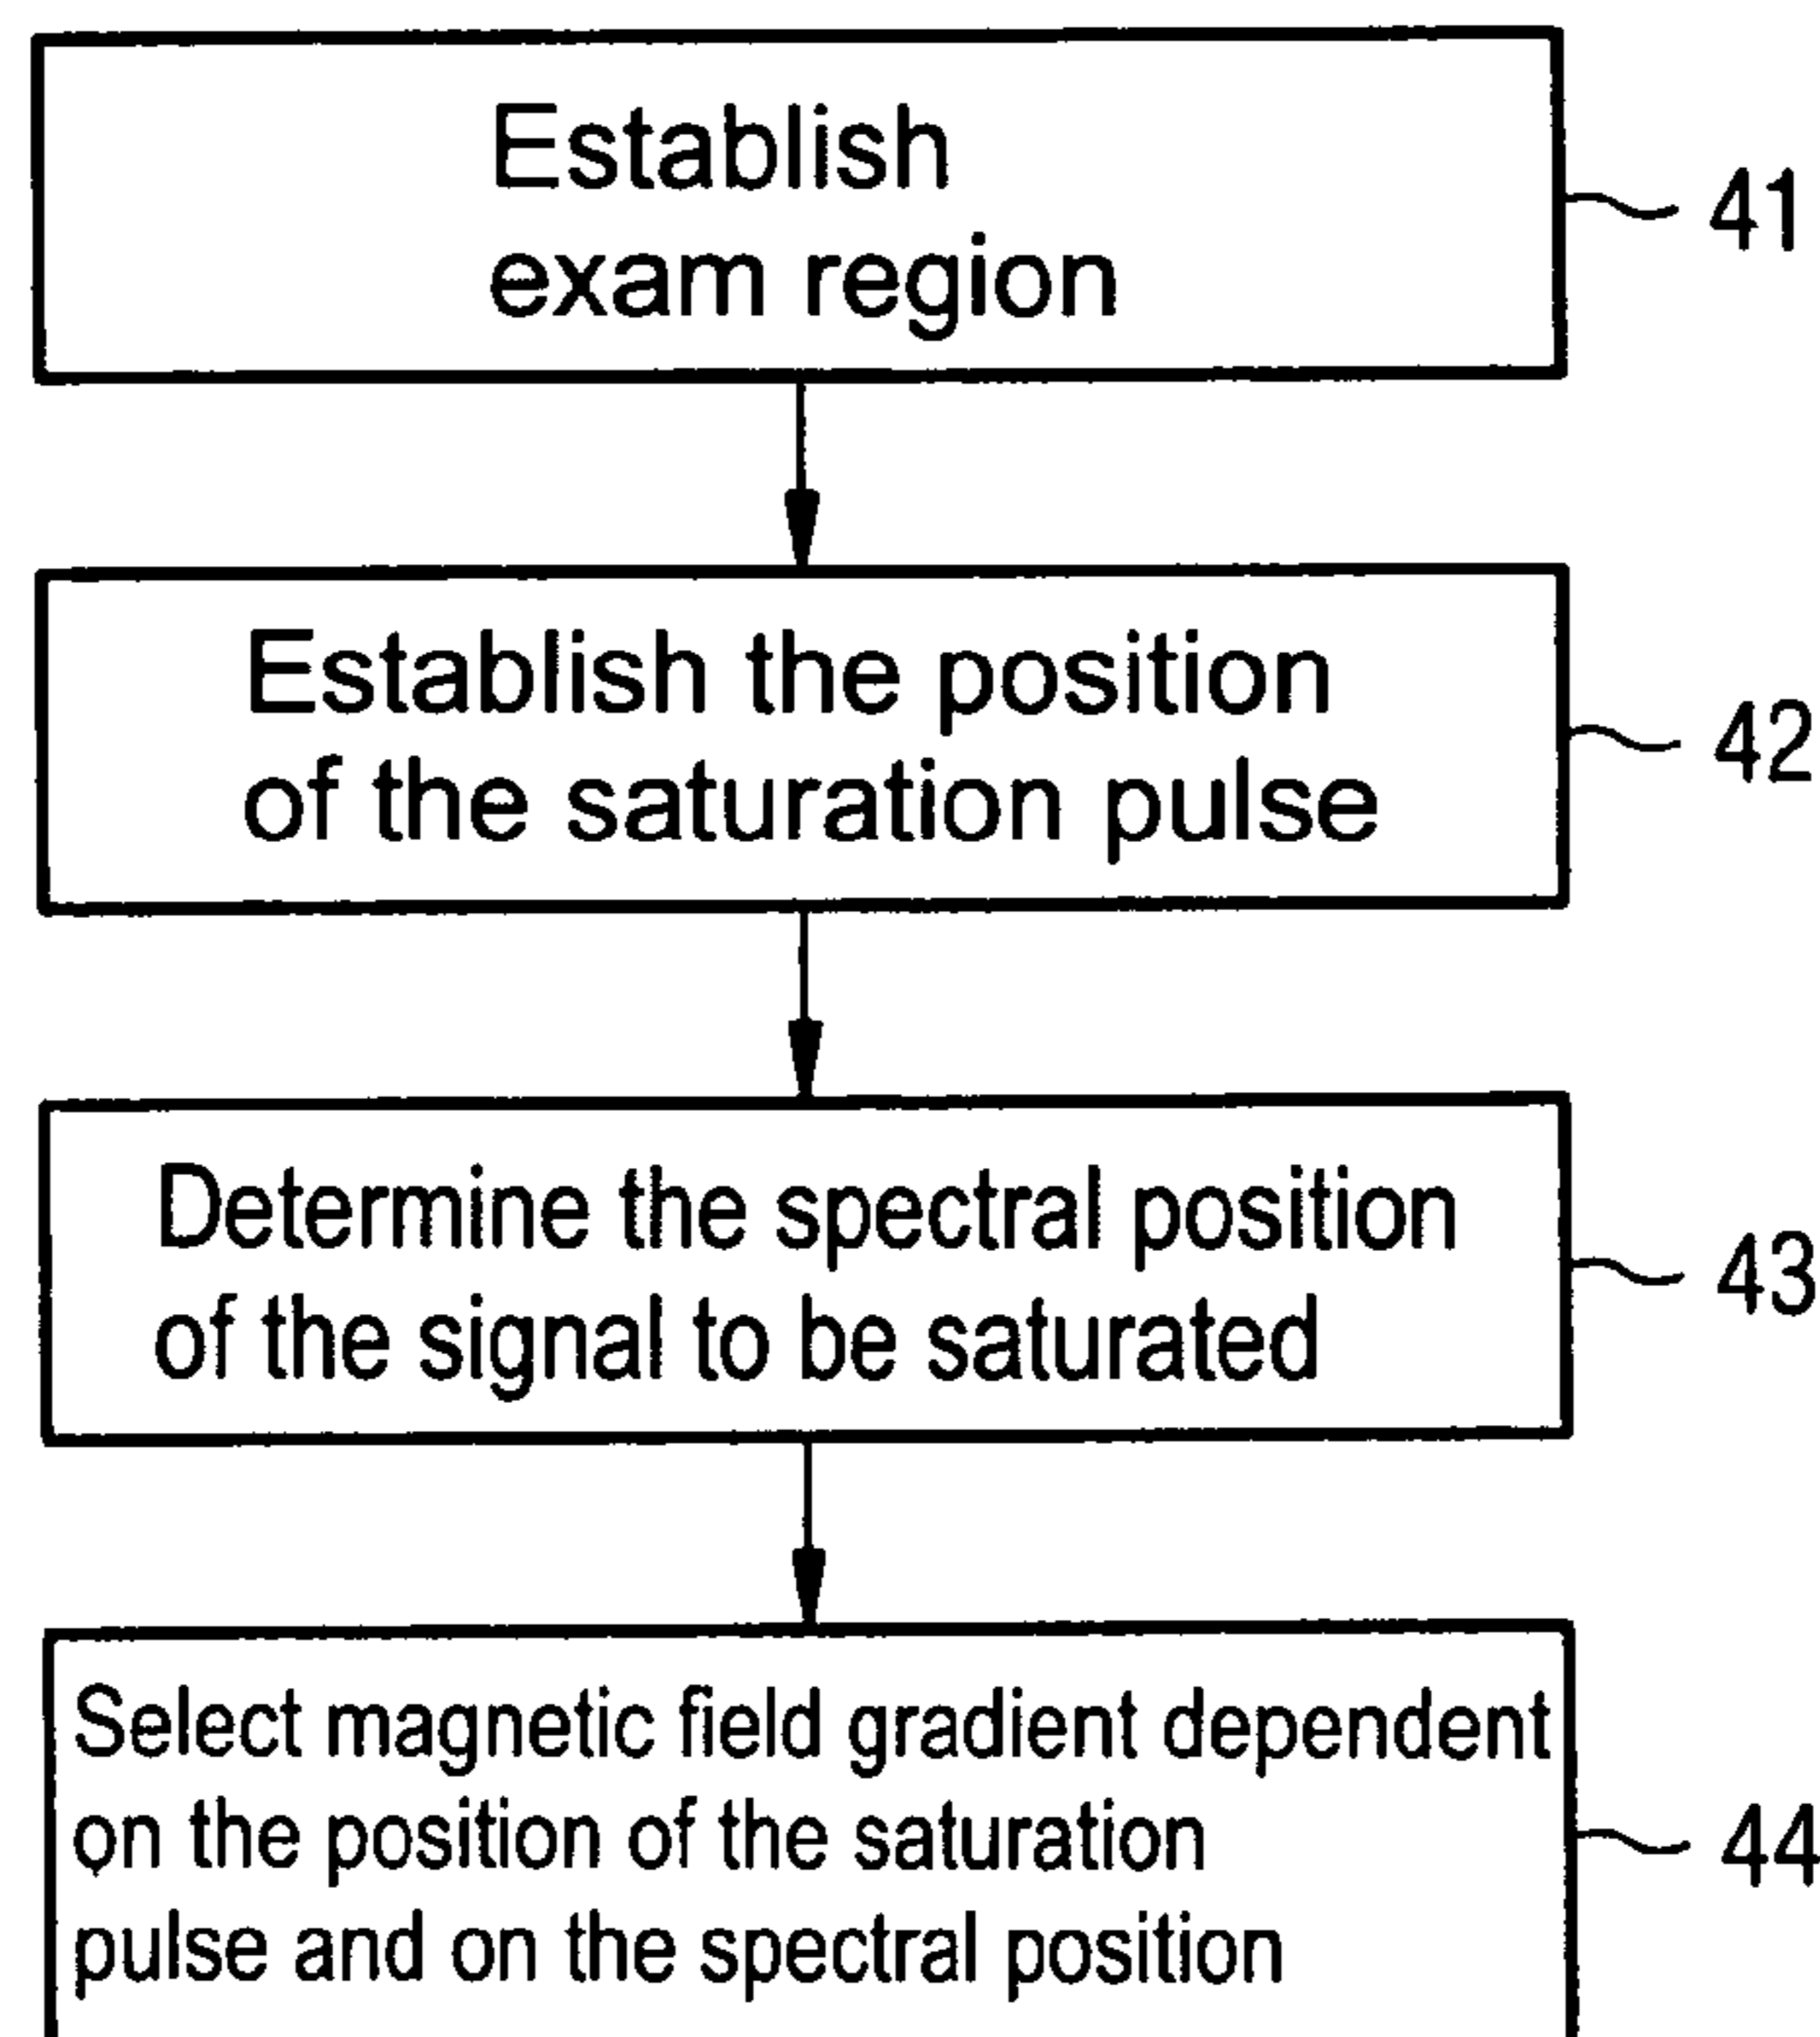 Establish
exam region
41
Establish the position
of the saturation pulse
42
Determine the spectral position
of the signal to be saturated
43
Select magnetic field gradient dependent
on the position of the saturation
pulse and on the spectral position
44